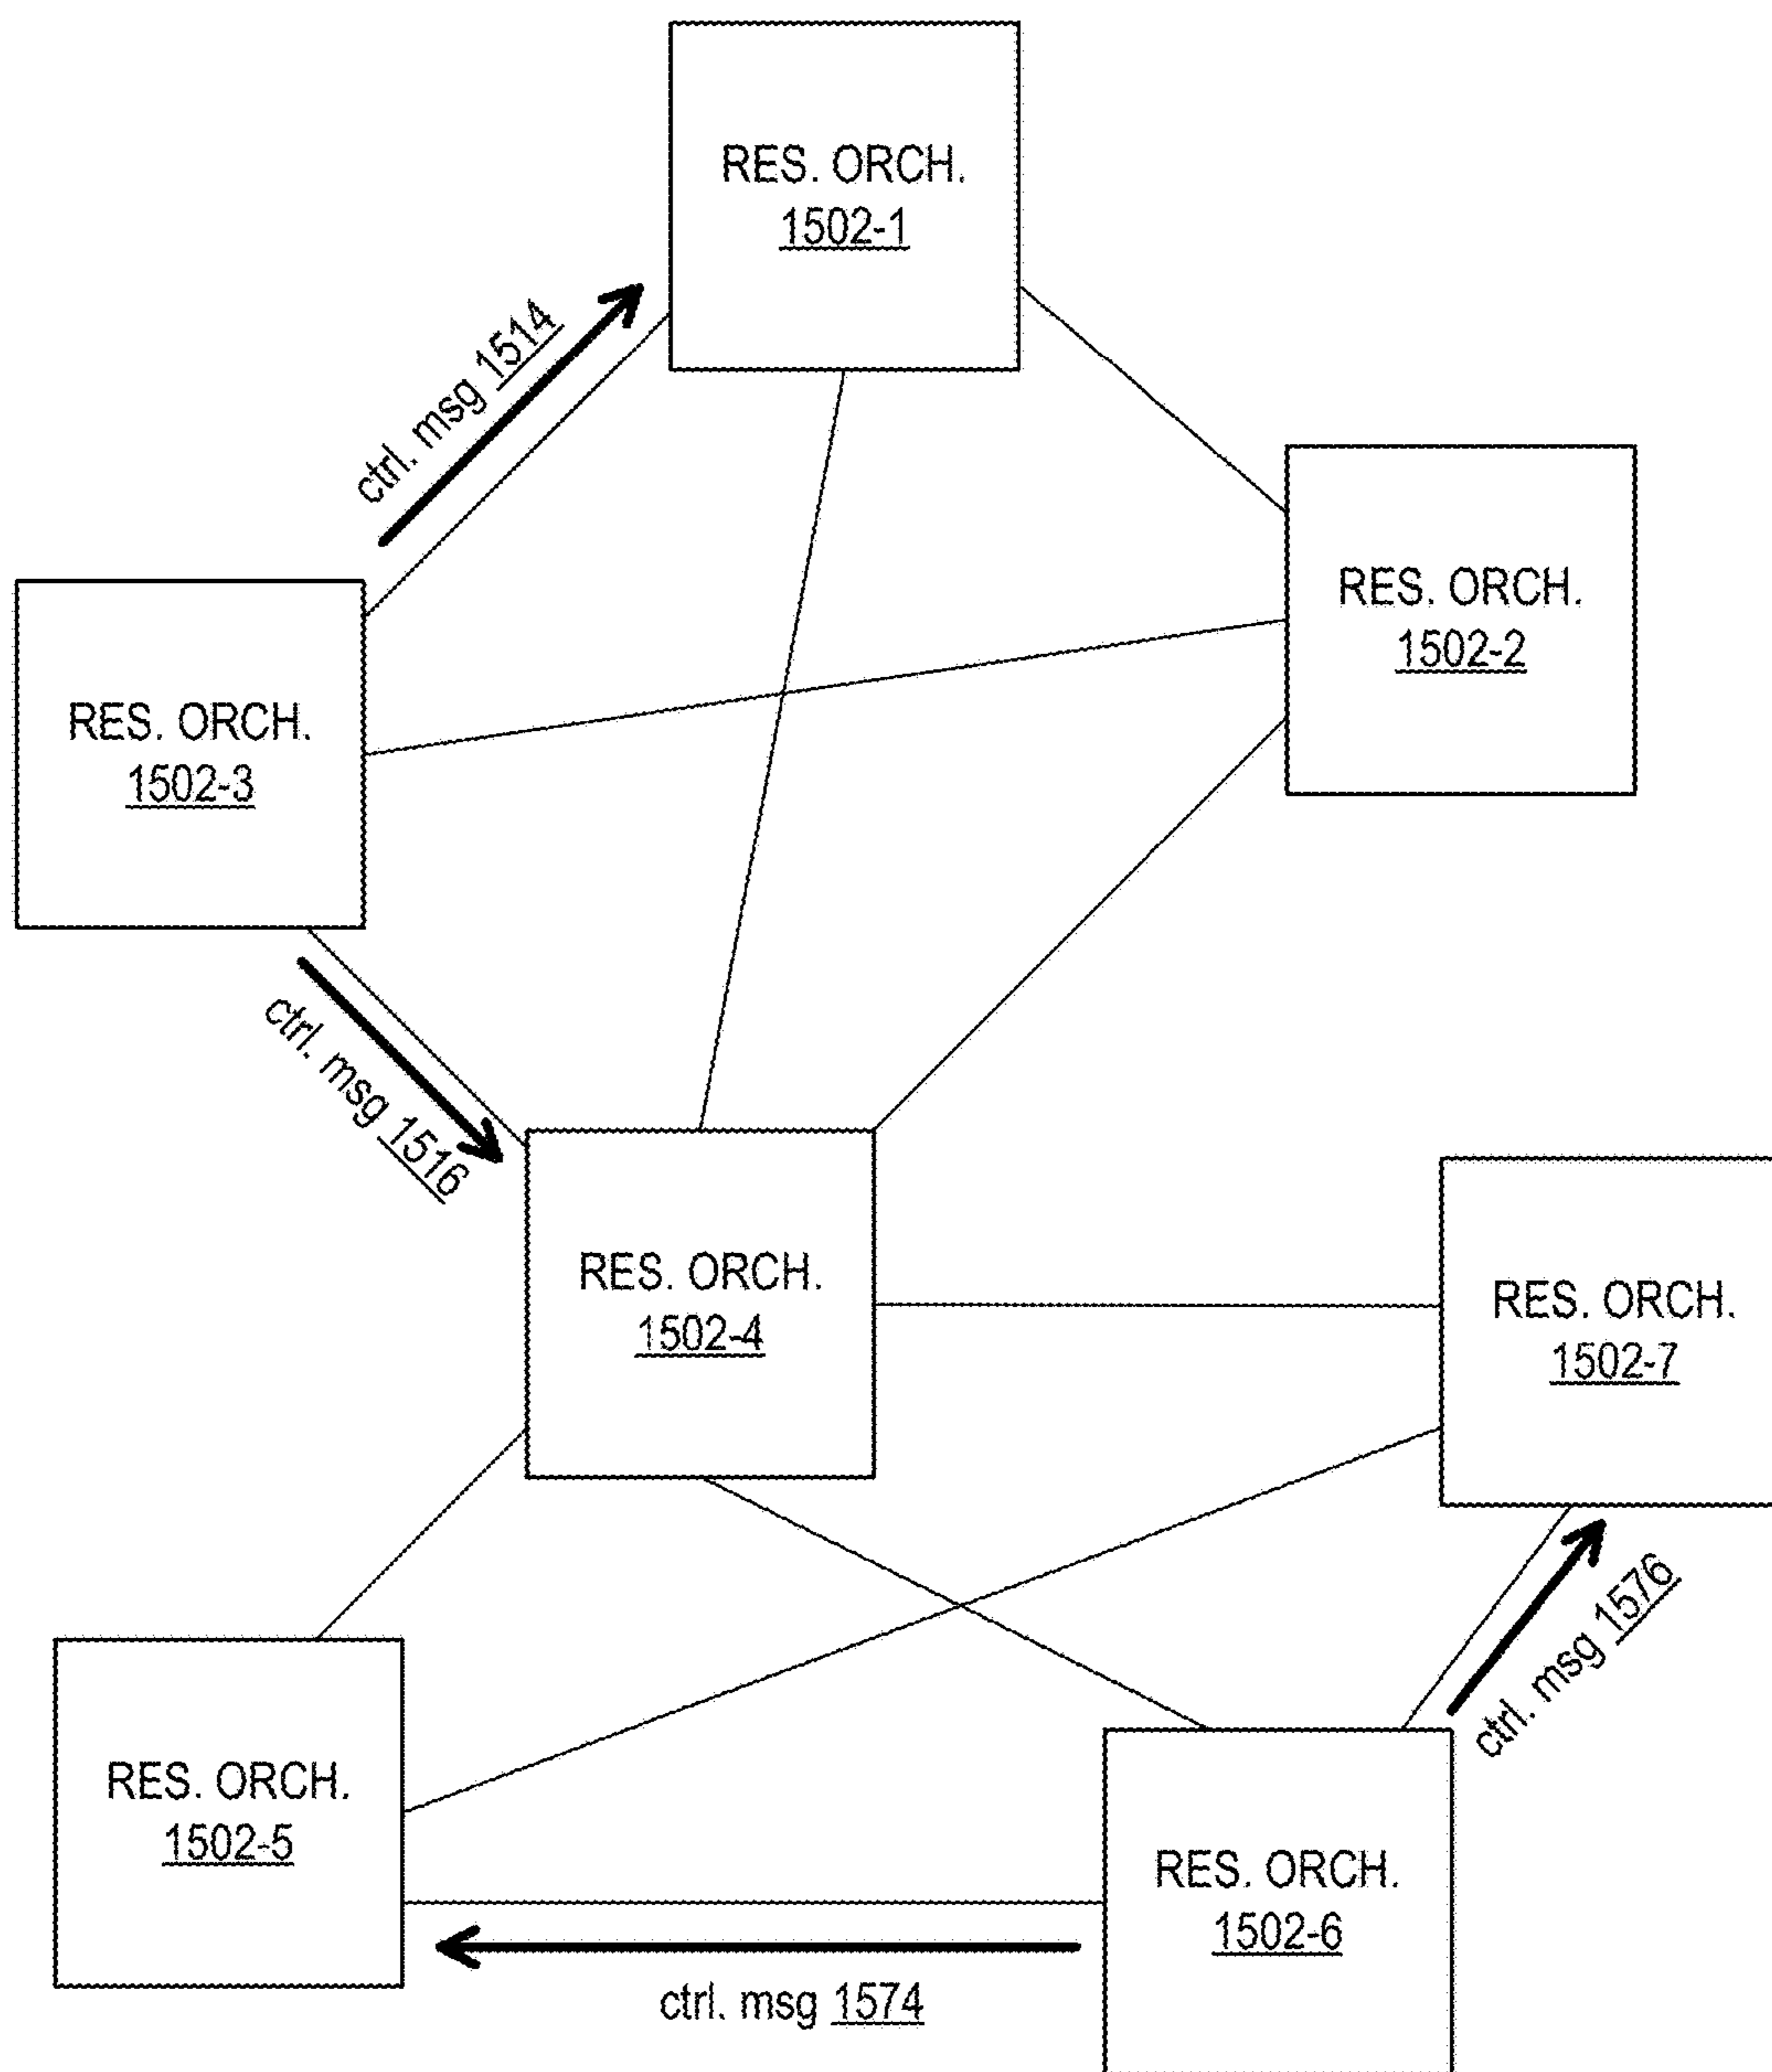 RES. ORCH.
1502-1
ctrl. msg 1514
RES. ORCH.
1502-2
RES. ORCH.
1502-3
ctrl. msg 1516
RES. ORCH.
1502-4
RES. ORCH.
1502-7
ctrl. msg 1576
RES. ORCH.
1502-5
RES. ORCH.
1502-6
ctrl. msg 1574